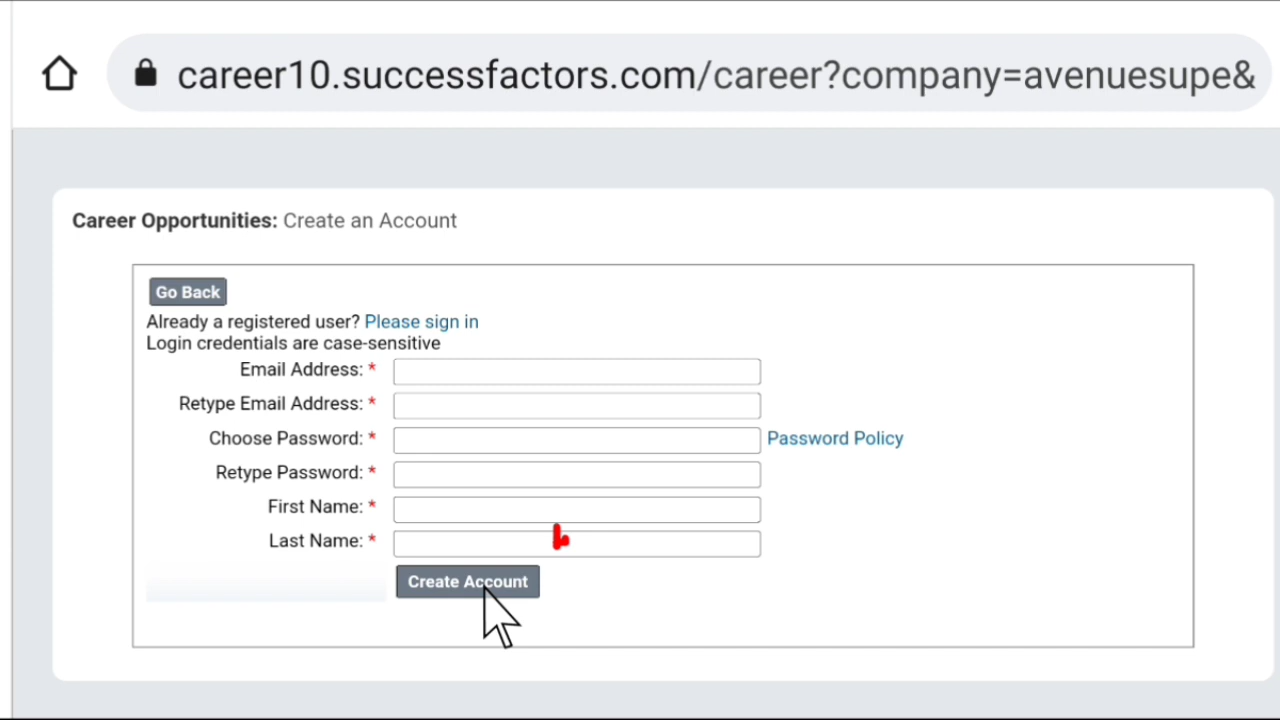 career10.successfactors.com/career?company=avenuesupe&
Career Opportunities: Create an Account
Go Back
Already a registered user? Please sign in
Login credentials are case-sensitive
Email Address: *
Retype Email Address: *
Choose Password: * Password Policy
Retype Password: *
First Name: *
Last Name: *
Create Account